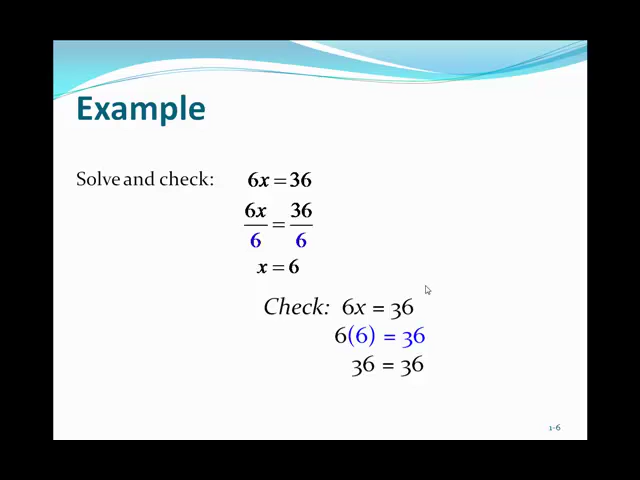 Example
Solve and check: 6x = 36
6x/6 = 36/6
x = 6
Check: 6x = 36
6(6) = 36
36 = 36
1-6